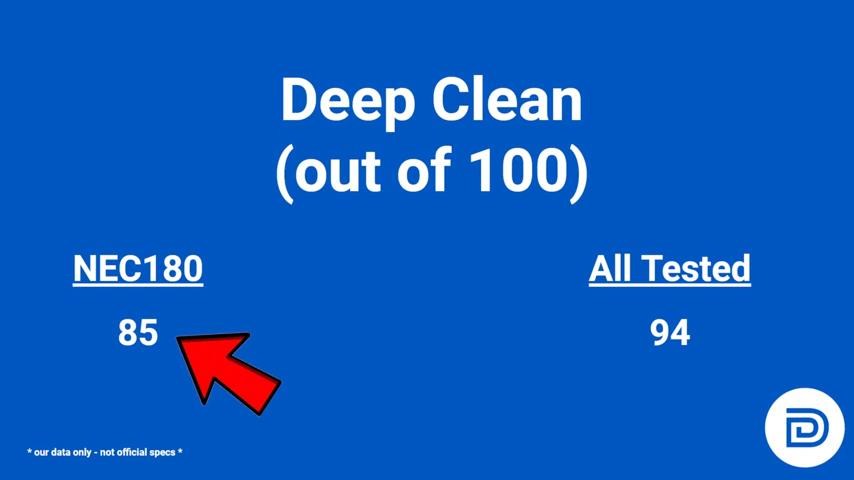 Deep Clean
(out of 100)
NEC180
All Tested
85
94
* our data only - not official specs *